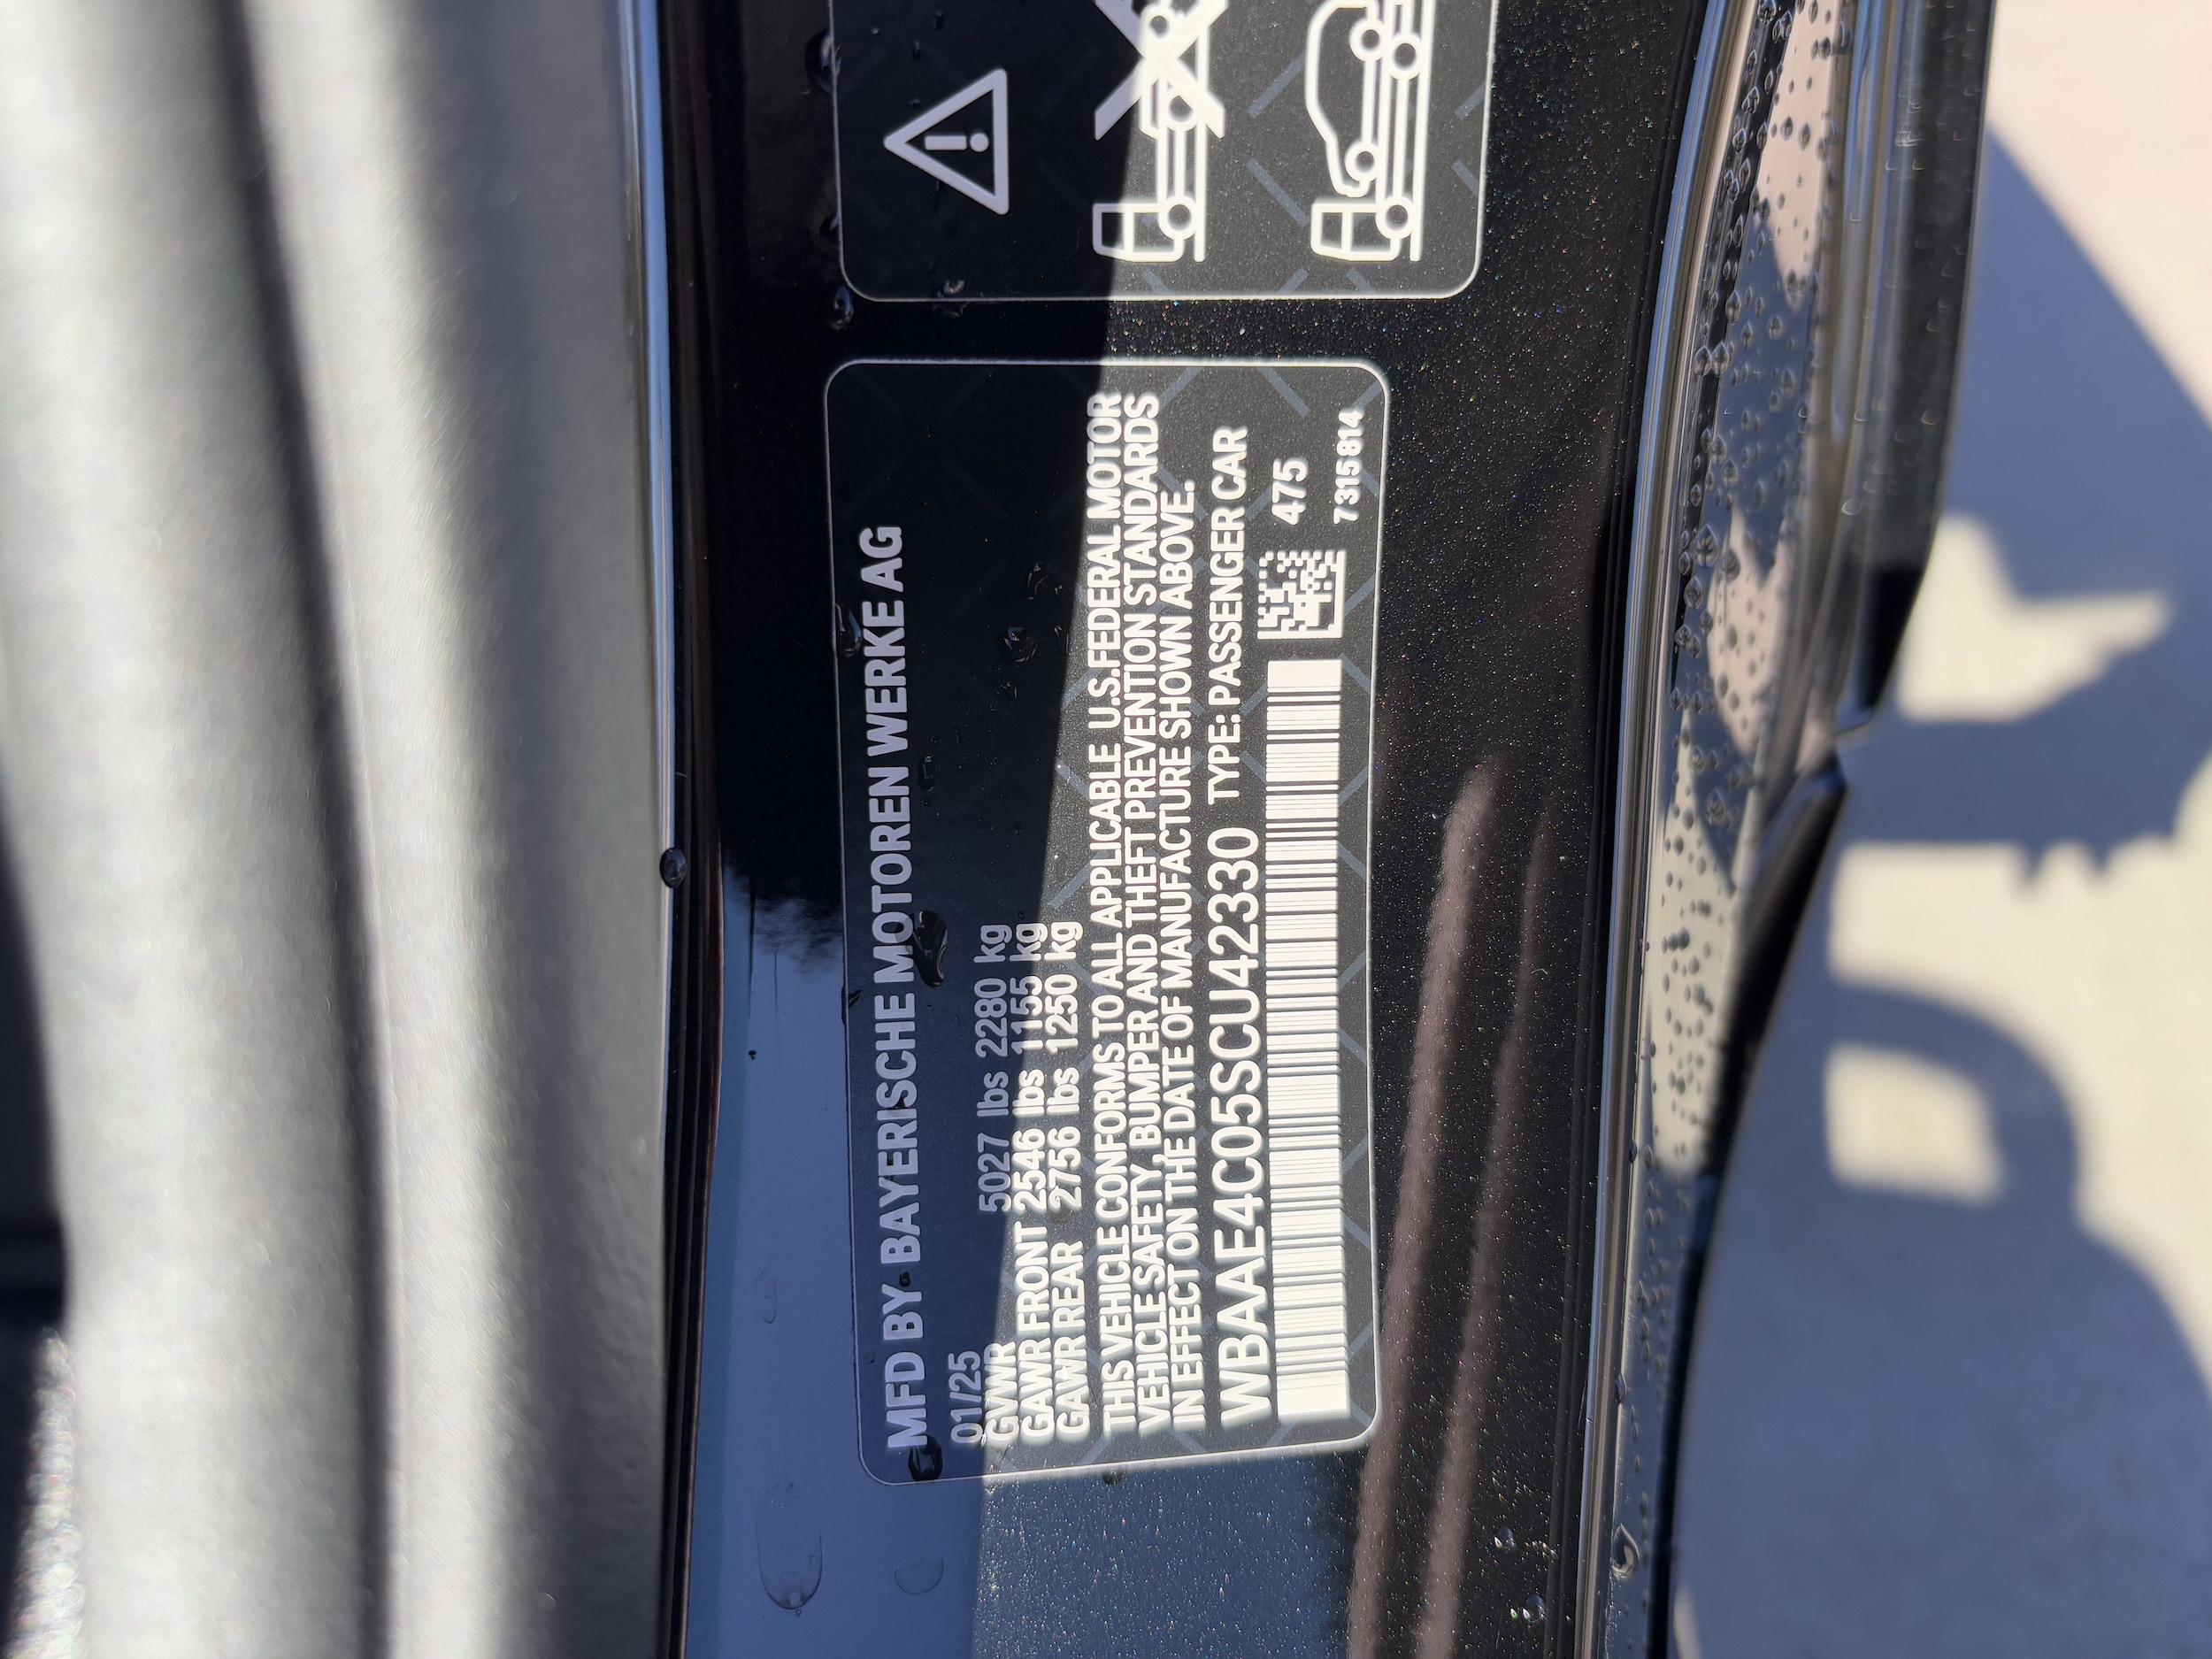 MFD BY: BAYERISCHE MOTOREN WERKE AG
01/25
GVWR 5027 lbs 2280 kg
GAWR FRONT 2546 lbs 1155 kg
GAWR REAR 2756 lbs 1250 kg
THIS VEHICLE CONFORMS TO ALL APPLICABLE U.S.FEDERAL MOTOR
VEHICLE SAFETY, BUMPER AND THEFT PREVENTION STANDARDS
IN EFFECT ON THE DATE OF MANUFACTURE SHOWN ABOVE.
WBAAE4C05SCU42330 TYPE: PASSENGER CAR
475
7315814